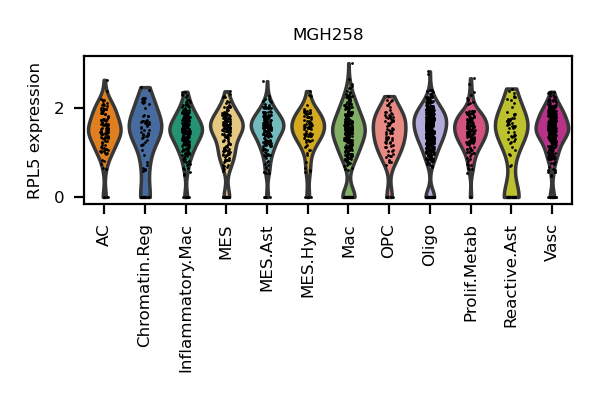 MGH258
RPL5 expression
2
0
AC
Chromatin.Reg
Inflammatory.Mac
MES
MES.Ast
MES.Hyp
Mac
OPC
Oligo
Prolif.Metab
Reactive.Ast
Vasc